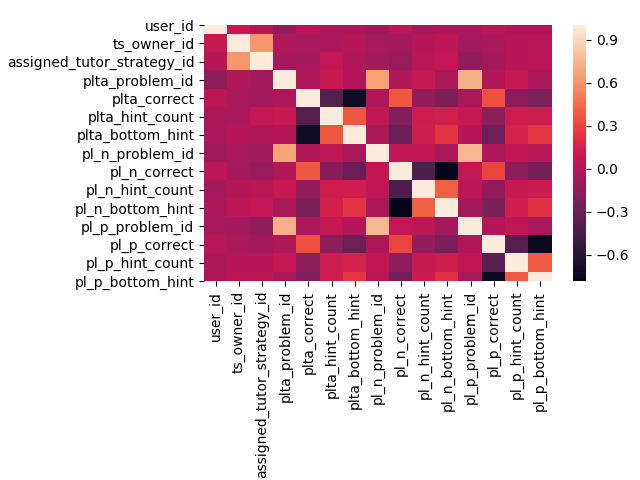 user_id
ts_owner_id
assigned_tutor_strategy_id
plta_problem_id
plta_correct
plta_hint_count
plta_bottom_hint
pl_n_problem_id
pl_n_correct
pl_n_hint_count
pl_n_bottom_hint
pl_p_problem_id
pl_p_correct
pl_p_hint_count
pl_p_bottom_hint
user_id
ts_owner_id
assigned_tutor_strategy_id
plta_problem_id
plta_correct
plta_hint_count
plta_bottom_hint
pl_n_problem_id
pl_n_correct
pl_n_hint_count
pl_n_bottom_hint
pl_p_problem_id
pl_p_correct
pl_p_hint_count
pl_p_bottom_hint
0.9
0.6
0.3
0.0
−0.3
−0.6